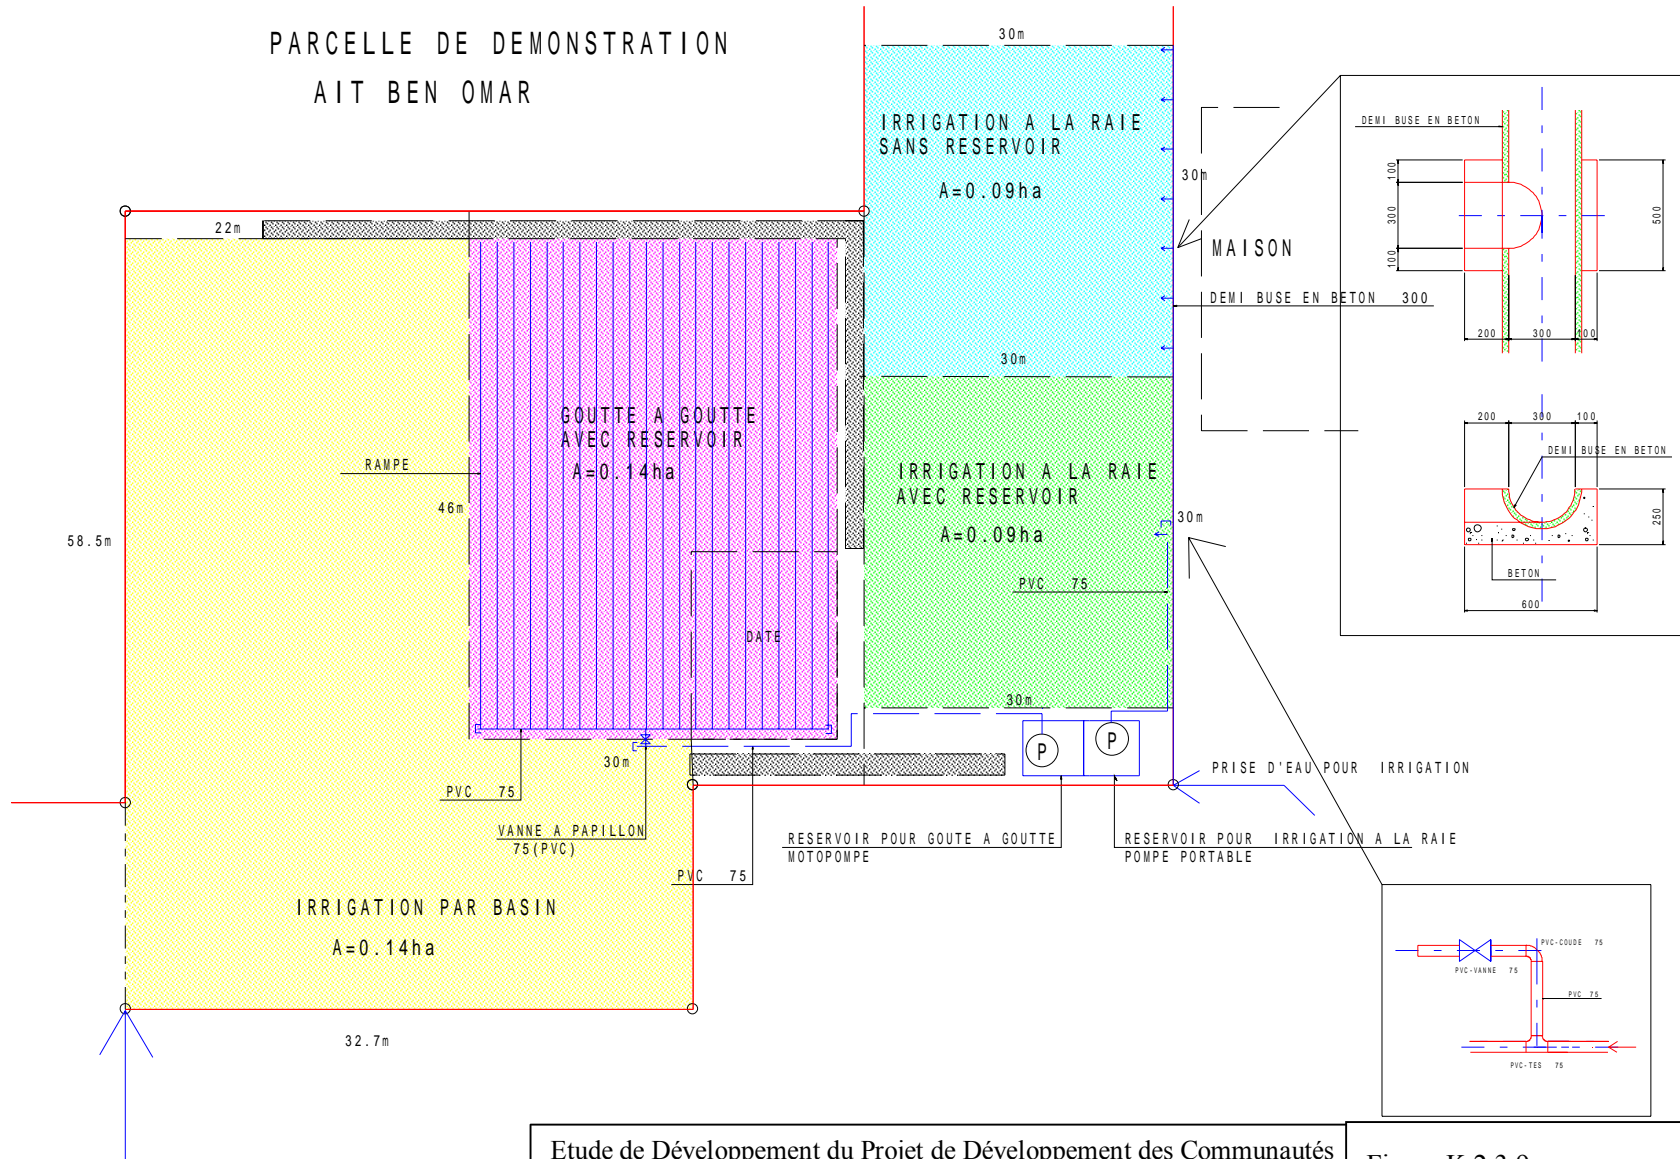 PARCELLE DE DEMONSTRATION
AIT BEN OMAR
30m
IRRIGATION A LA RAIE
SANS RESERVOIR
A=0.09ha
30m
MAISON
DEMI BUSE EN BETON 300
22m
30m
GOUTTE A GOUTTE
AVEC RESERVOIR
A=0.14ha
RAMPE
46m
58.5m
IRRIGATION A LA RAIE
AVEC RESERVOIR
A=0.09ha
30m
PVC 75
DATE
30m
P
P
30m
PVC 75
VANNE A PAPILLON
75(PVC)
PVC 75
PRISE D'EAU POUR IRRIGATION
RESERVOIR POUR GOUTE A GOUTTE
MOTOPOMPE
RESERVOIR POUR IRRIGATION A LA RAIE
POMPE PORTABLE
IRRIGATION PAR BASIN
A=0.14ha
32.7m
DEMI BUSE EN BETON
100
300
100
500
200
300
100
200
300
100
DEMI BUSE EN BETON
250
BETON
600
PVC-COUDE 75
PVC-VANNE 75
PVC 75
PVC-TES 75
Etude de Développement du Projet de Développement des Communautés